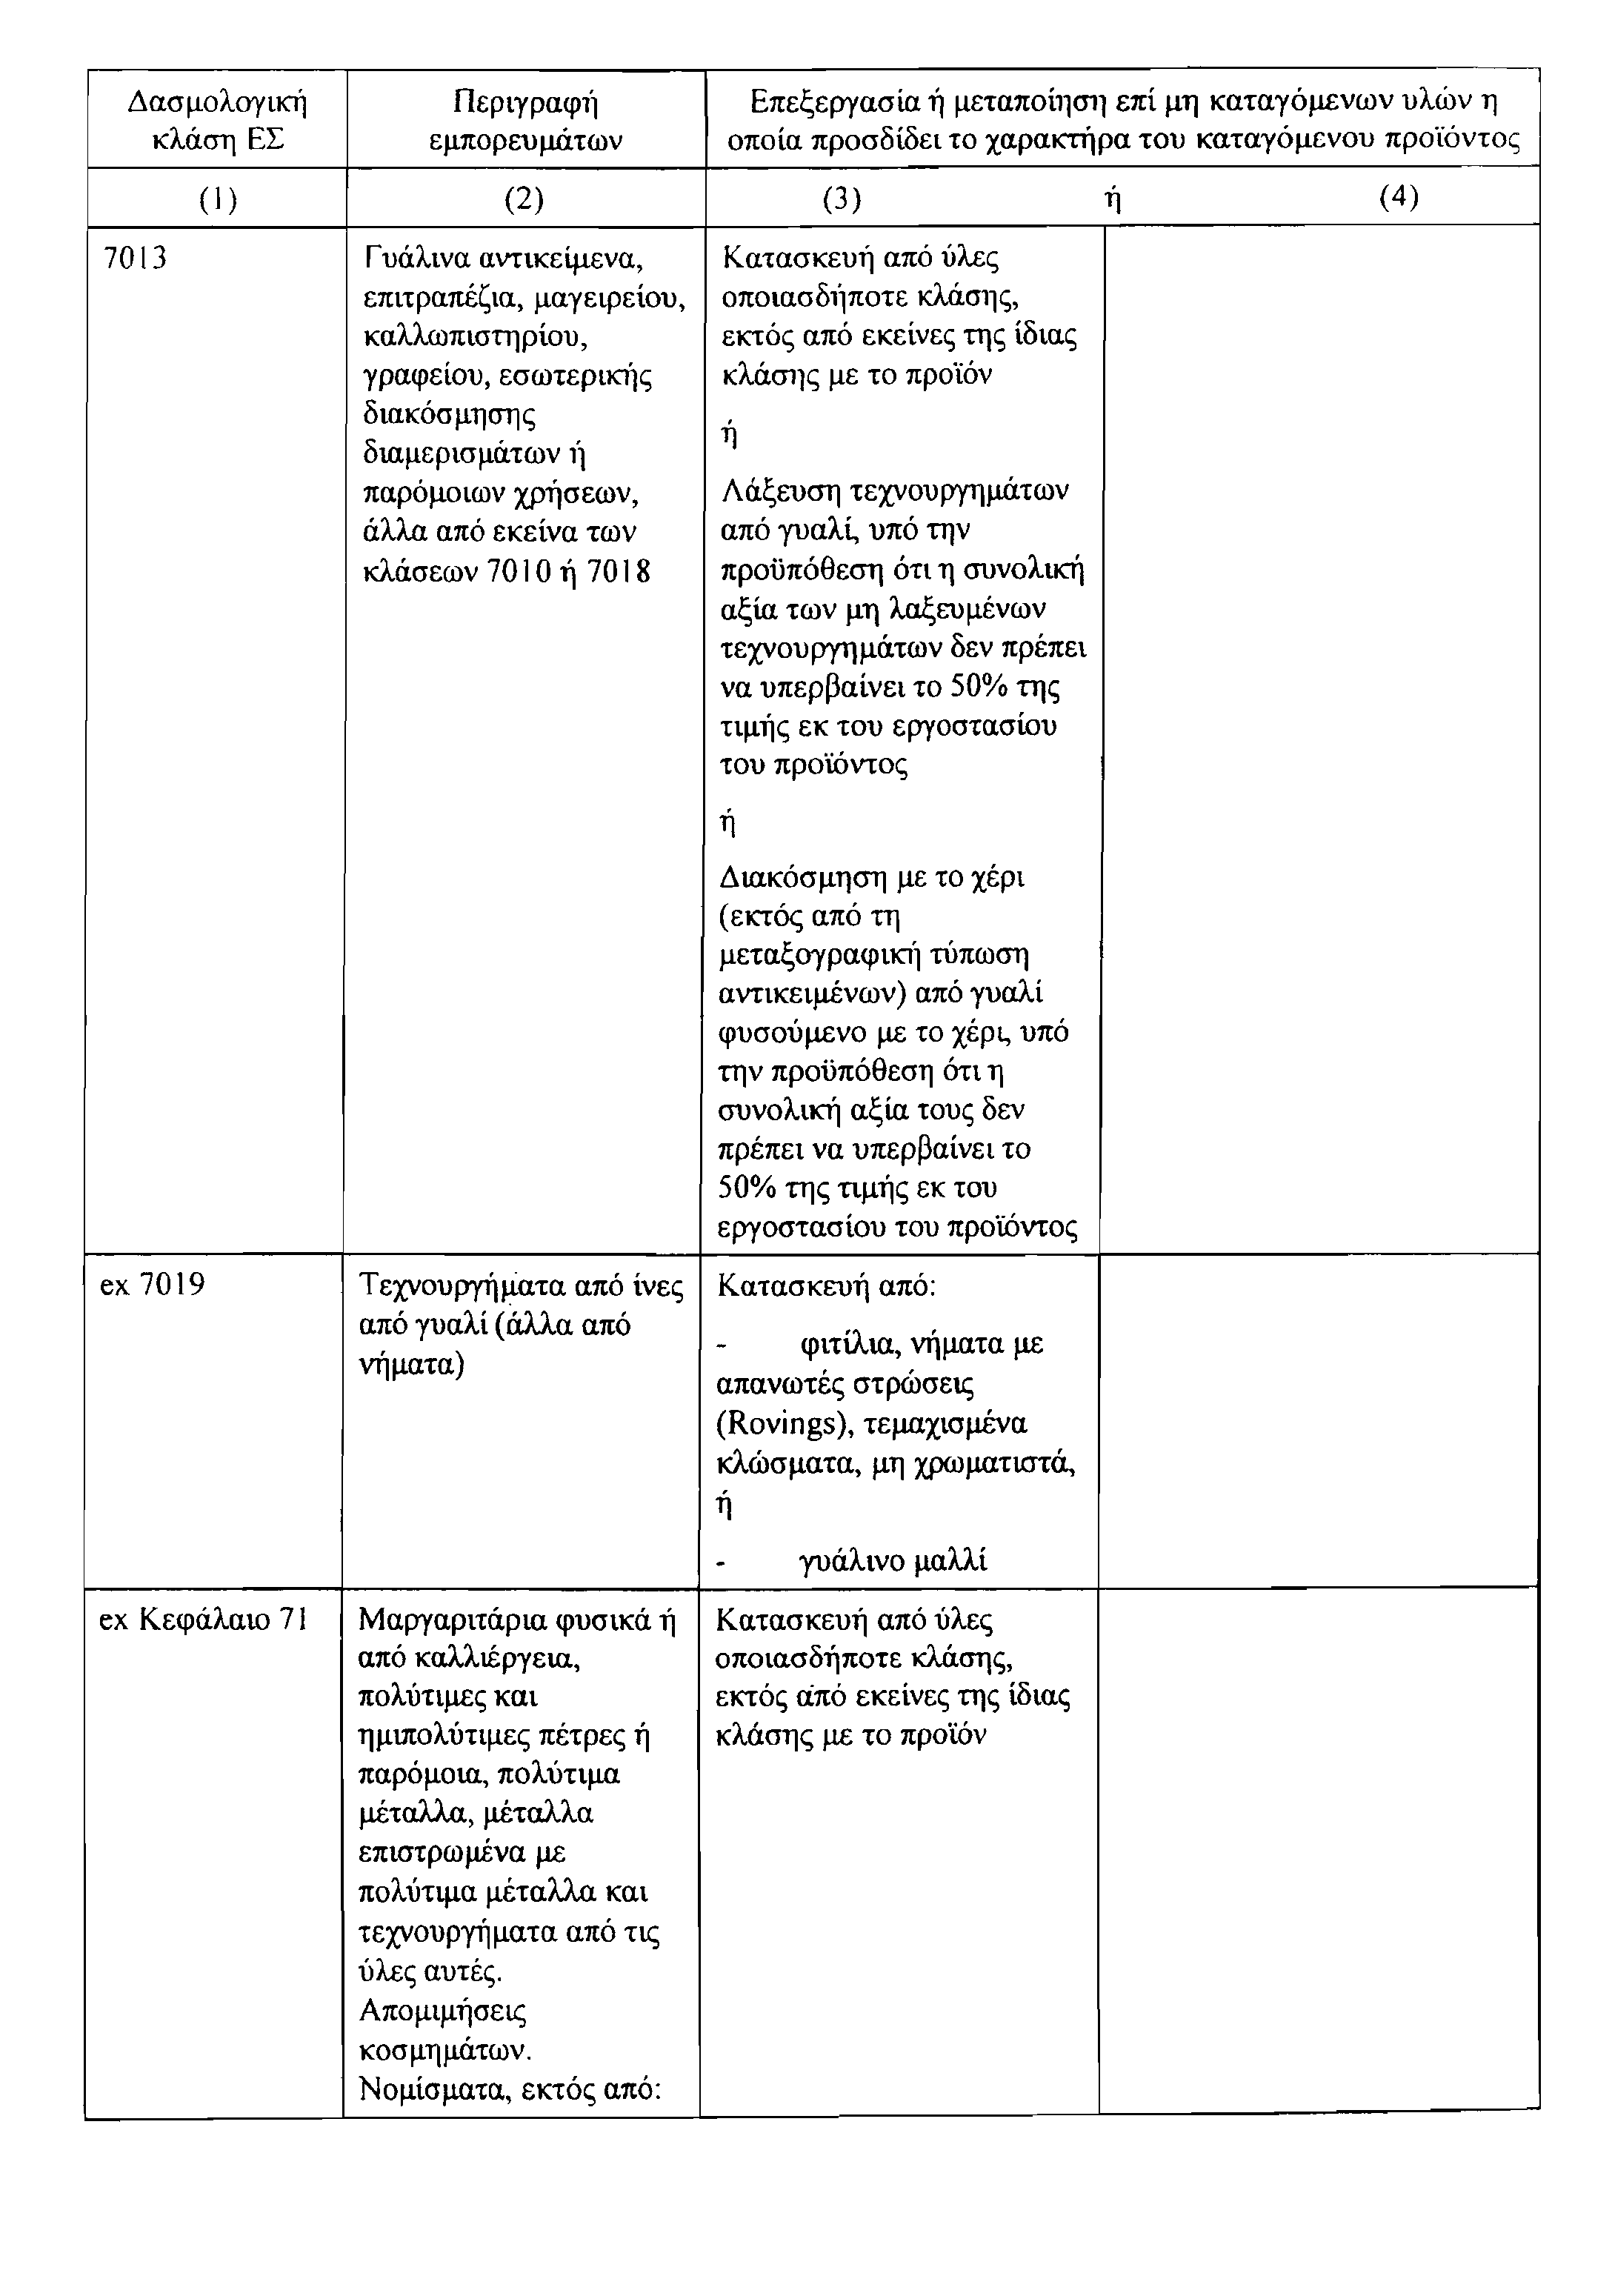 Δασμολογική κλάση ΕΣ
Περιγραφή εμπορευμάτων
Επεξεργασία ή μεταποίηση επί μη καταγόμενων υλών η
οποία προσδίδει το χαρακτήρα του καταγόμενου προϊόντος
(1) (2) (3) ή (4)
7013
Γυάλινα αντικείμενα,
επιτραπέζια, μαγειρείου,
καλλωπιστηρίου,
γραφείου, εσωτερικής
διακόσμησης
διαμερισμάτων ή
παρόμοιων χρήσεων,
άλλα από εκείνα των
κλάσεων 7010 ή 7018
Κατασκευή από ύλες
οποιασδήποτε κλάσης,
εκτός από εκείνες της ίδιας
κλάσης με το προϊόν
ή
Λάξευση τεχνουργημάτων
από γυαλί, υπό την
προϋπόθεση ότι η συνολική
αξία των μη λαξευμένων
τεχνουργημάτων δεν πρέπει
να υπερβαίνει το 50% της
τιμής εκ του εργοστασίου
του προϊόντος
ή
Διακόσμηση με το χέρι
(εκτός από τη
μεταξογραφική τύπωση
αντικειμένων) από γυαλί
φυσούμενο με το χέρι, υπό
την προϋπόθεση ότι η
συνολική αξία τους δεν
πρέπει να υπερβαίνει το
50% της τιμής εκ του
εργοστασίου του προϊόντος
ex 7019
Τεχνουργήματα από ίνες
από γυαλί (άλλα από
νήματα)
Κατασκευή από:
- φιτίλια, νήματα με
απανωτές στρώσεις
(Rovings), τεμαχισμένα
κλώσματα, μη χρωματιστά,
ή
- γυάλινο μαλλί
ex Κεφάλαιο 71
Μαργαριτάρια φυσικά ή
από καλλιέργεια,
πολύτιμες και
ημιπολύτιμες πέτρες ή
παρόμοια, πολύτιμα
μέταλλα, μέταλλα
επιστρωμένα με
πολύτιμα μέταλλα και
τεχνουργήματα από τις
ύλες αυτές.
Απομιμήσεις
κοσμημάτων.
Νομίσματα, εκτός από:
Κατασκευή από ύλες
οποιασδήποτε κλάσης,
εκτός από εκείνες της ίδιας
κλάσης με το προϊόν